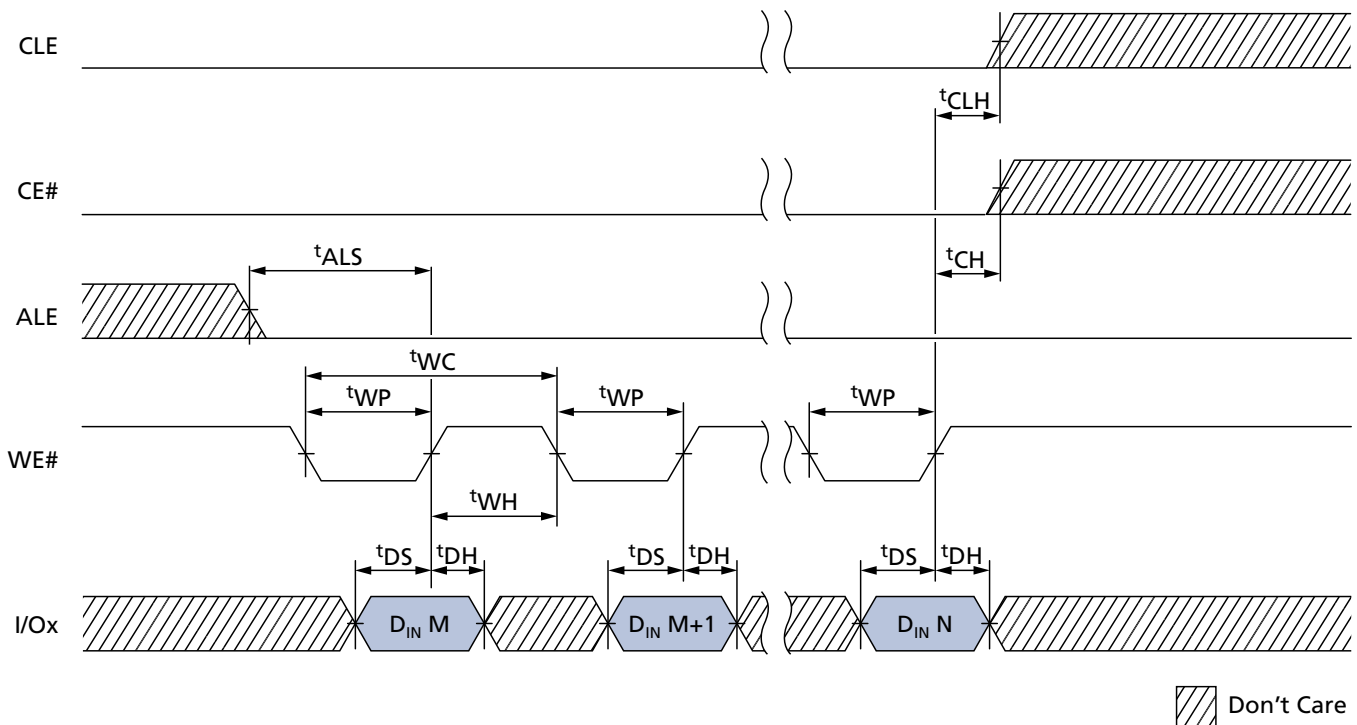 CLE
tCLH
CE#
tALS
tCH
ALE
tWC
tWP tWP tWP
WE#
tWH
tDS tDH tDS tDH tDS tDH
I/Ox DIN M DIN M+1 DIN N
Don't Care